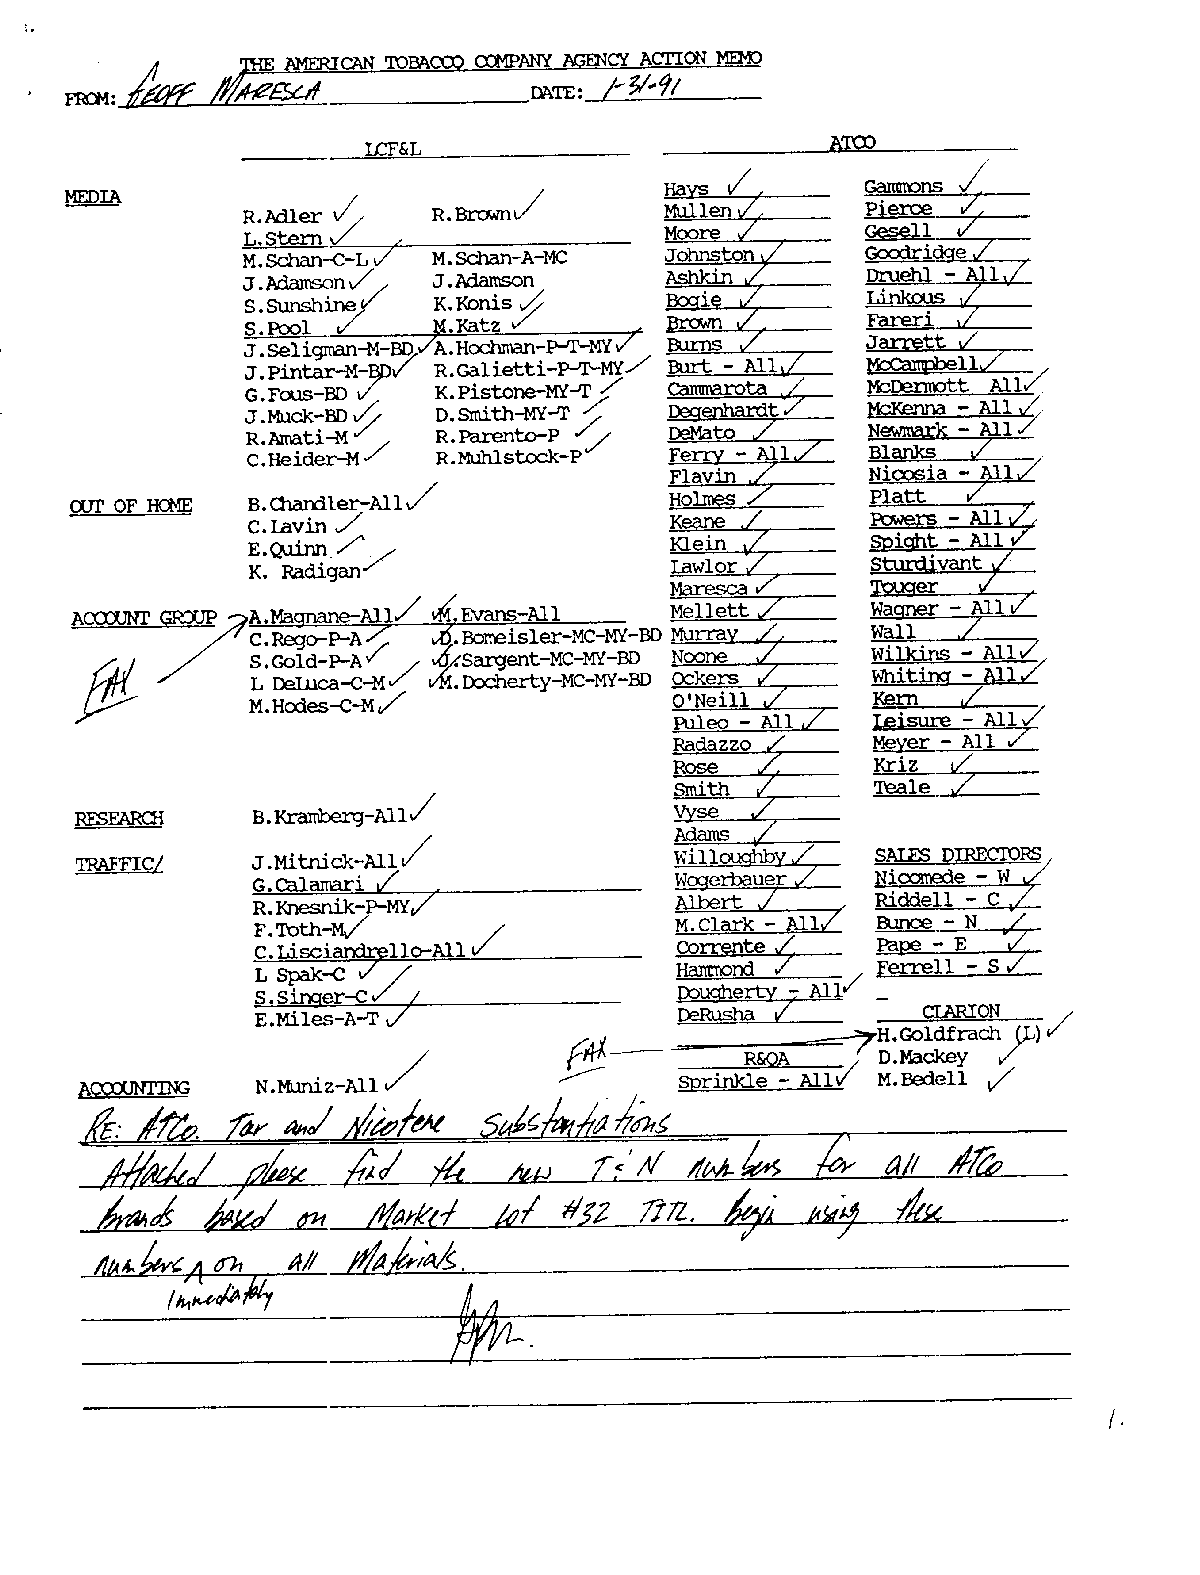 THE AMERICAN TOBACCO COMPANY AGENCY ACTION MEMO
FROM: GEOFF MARESCA DATE: 1-31-91
LCF&L
MEDIA
R.Adler ✓ R.Brown ✓
L.Stern ✓
M.Schan-C-L ✓ M.Schan-A-MC
J.Adamson ✓ J.Adamson
S.Sunshine ✓ K.Konis ✓
S.Pool ✓ M.Katz ✓
J.Seligman-M-BD ✓ A.Hochman-P-T-MY ✓
J.Pintar-M-BD ✓ R.Galietti-P-T-MY ✓
G.Fous-BD ✓ K.Pistone-MY-T ✓
J.Muck-BD ✓ D.Smith-MY-T ✓
R.Amati-M ✓ R.Parento-P ✓
C.Heider-M ✓ R.Muhlstock-P ✓
OUT OF HOME B.Chandler-All ✓
C.Lavin ✓
E.Quinn ✓
K. Radigan ✓
ACCOUNT GROUP A.Magnane-All ✓ ✓ M.Evans-All
C.Rego-P-A ✓ ✓ D.Bomeisler-MC-MY-BD
S.Gold-P-A ✓ ✓ J.Sargent-MC-MY-BD
FAX
L DeLuca-C-M ✓ ✓ M.Docherty-MC-MY-BD
M.Hodes-C-M ✓
RESEARCH B.Kramberg-All ✓
TRAFFIC/ J.Mitnick-All ✓
G.Calamari ✓
R.Knesnik-P-MY ✓
F.Toth-M ✓
C.Lisciandrello-All ✓
L Spak-C ✓
S.Singer-C ✓
E.Miles-A-T ✓
ACCOUNTING N.Muniz-All ✓
ATCO
Hays ✓
Mullen ✓
Moore ✓
Johnston ✓
Ashkin ✓
Bogie ✓
Brown ✓
Burns ✓
Burt - All ✓
Cammarota ✓
Degenhardt ✓
DeMato ✓
Ferry - All ✓
Flavin ✓
Holmes ✓
Keane ✓
Klein ✓
Lawlor ✓
Maresca ✓
Mellett ✓
Murray ✓
Noone ✓
Ockers ✓
O'Neill ✓
Puleo - All ✓
Radazzo ✓
Rose ✓
Smith ✓
Vyse ✓
Adams ✓
Willoughby ✓
Wogerbauer ✓
Albert ✓
M.Clark - All ✓
Corrente ✓
Hammond ✓
Dougherty - All ✓
DeRusha ✓
FAX
R&QA
Sprinkle - All ✓
Gammons ✓
Pierce ✓
Gesell ✓
Goodridge ✓
Druehl - All ✓
Linkous ✓
Fareri ✓
Jarrett ✓
McCampbell ✓
McDermott All ✓
McKenna - All ✓
Newmark - All ✓
Blanks ✓
Nicosia - All ✓
Platt ✓
Powers - All ✓
Spight - All ✓
Sturdivant ✓
Touger ✓
Wagner - All ✓
Wall ✓
Wilkins - All ✓
Whiting - All ✓
Kern ✓
Leisure - All ✓
Meyer - All ✓
Kriz ✓
Teale ✓
SALES DIRECTORS
Nicomede - W ✓
Riddell - C ✓
Bunce - N ✓
Pape - E ✓
Ferrell - S ✓
CLARION
H.Goldfrach (L) ✓
D.Mackey ✓
M.Bedell ✓
RE: ATCo. Tar and Nicotene Substantiations
Attached please find the new T & N numbers for all ATCo
brands based on Market Lot #32 TITL. Begin using these
numbers ^ on all Materials.
Immediately
1.